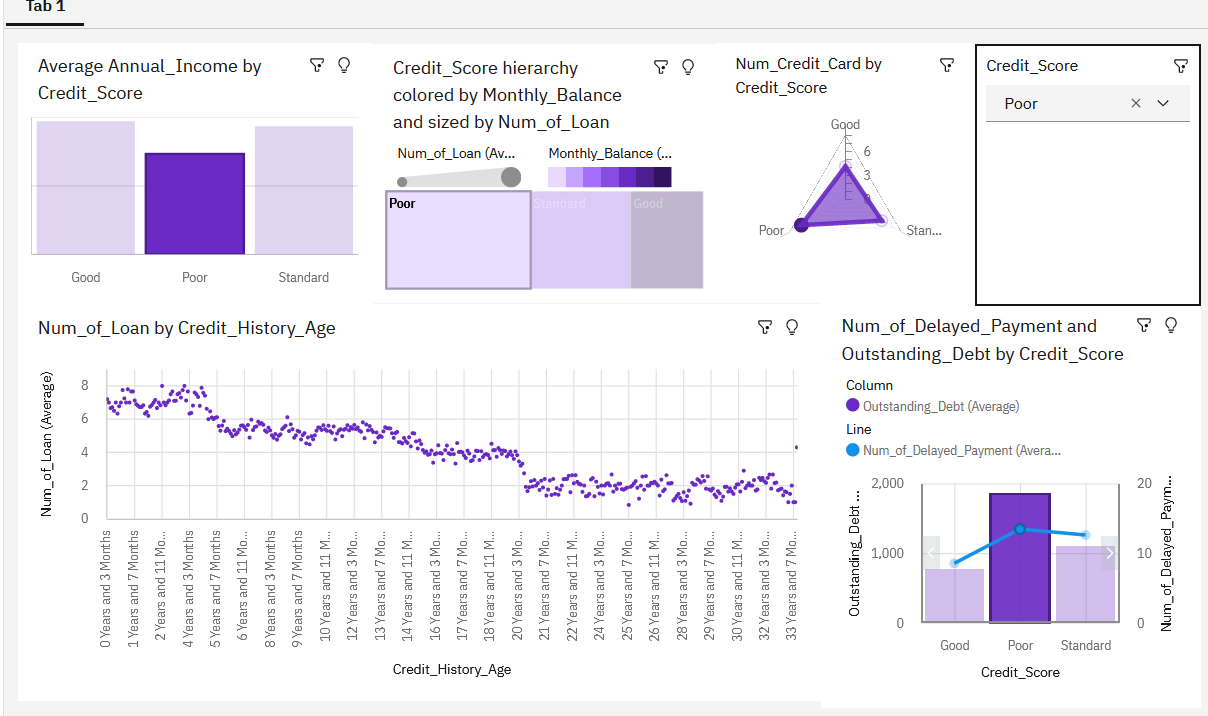 Tab 1
Average Annual_Income by
Credit_Score
Good
Poor
Standard
Credit_Score hierarchy
colored by Monthly_Balance
and sized by Num_of_Loan
Num_of_Loan (Av...
Monthly_Balance (...
Poor
Standard
Good
Num_Credit_Card by
Credit_Score
Good
6
3
Poor
Stan...
Credit_Score
Poor
Num_of_Loan by Credit_History_Age
Num_of_Loan (Average)
8
6
4
2
0
0 Years and 3 Months
1 Years and 7 Months
2 Years and 11 Mo...
4 Years and 3 Months
5 Years and 7 Months
6 Years and 11 Mo...
8 Years and 3 Months
9 Years and 7 Months
10 Years and 11 M...
12 Years and 3 Mo...
13 Years and 7 Mo...
14 Years and 11 M...
16 Years and 3 Mo...
17 Years and 7 Mo...
18 Years and 11 M...
20 Years and 3 Mo...
21 Years and 7 Mo...
22 Years and 11 M...
24 Years and 3 Mo...
25 Years and 7 Mo...
26 Years and 11 M...
28 Years and 3 Mo...
29 Years and 7 Mo...
30 Years and 11 M...
32 Years and 3 Mo...
33 Years and 7 Mo...
Credit_History_Age
Num_of_Delayed_Payment and
Outstanding_Debt by Credit_Score
Column
Outstanding_Debt (Average)
Line
Num_of_Delayed_Payment (Avera...
Outstanding_Debt ...
2,000
1,000
0
20
10
0
Num_of_Delayed_Paym...
Good
Poor
Standard
Credit_Score